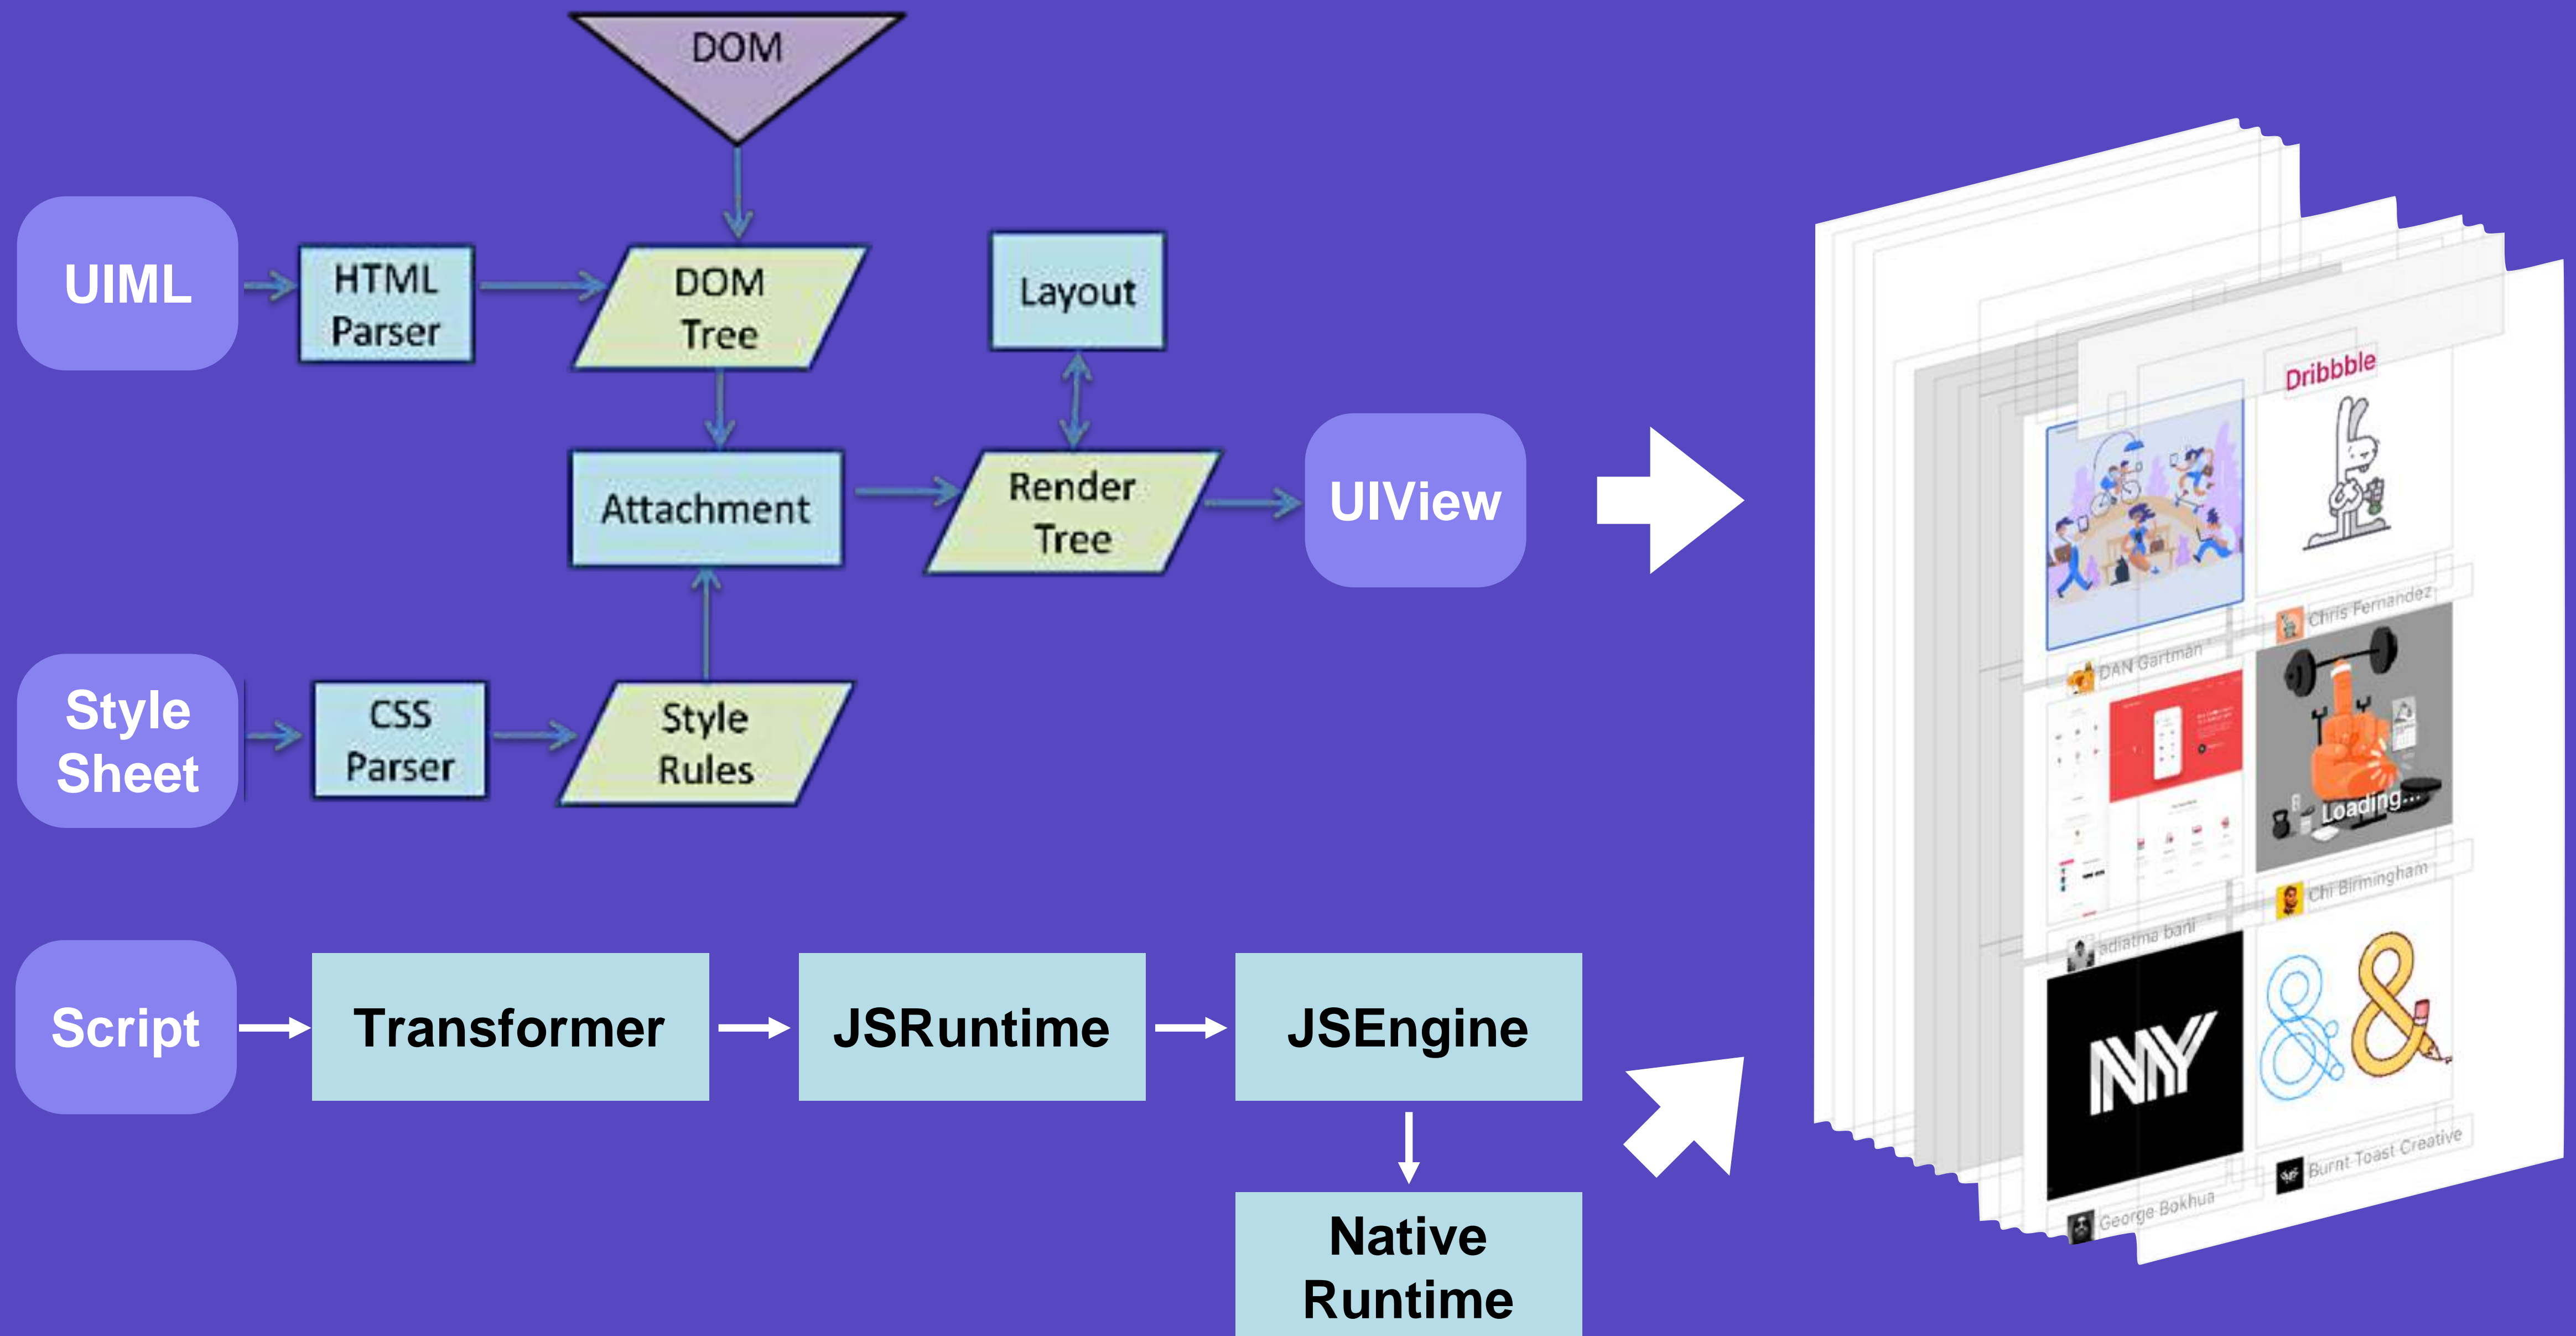 DOM
UIML
HTML
Parser
DOM
Tree
Layout
Attachment
Render
Tree
UIView
Style
Sheet
CSS
Parser
Style
Rules
Script
Transformer
JSRuntime
JSEngine
Native
Runtime
Dribbble
Chris Fernandez
DAN Gartman
Loading...
Chi Birmingham
adiatma bani
NY
&&
Burnt Toast Creative
George Bokhua